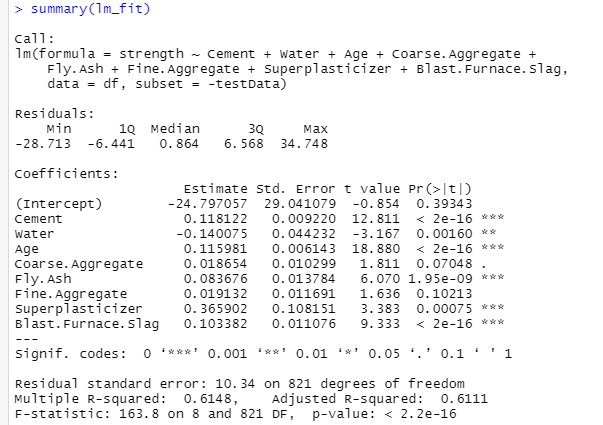 > summary(lm_fit)
Call:
lm(formula = strength ~ Cement + Water + Age + Coarse.Aggregate +
    Fly.Ash + Fine.Aggregate + Superplasticizer + Blast.Furnace.Slag,
    data = df, subset = -testData)
Residuals:
    Min      1Q  Median      3Q     Max
-28.713  -6.441   0.864   6.568  34.748
Coefficients:
                     Estimate Std. Error t value Pr(>|t|)
(Intercept)        -24.797057  29.041079  -0.854  0.39343
Cement               0.118122   0.009220  12.811  < 2e-16 ***
Water               -0.140075   0.044232  -3.167  0.00160 **
Age                  0.115981   0.006143  18.880  < 2e-16 ***
Coarse.Aggregate     0.018654   0.010299   1.811  0.07048 .
Fly.Ash              0.083676   0.013784   6.070 1.95e-09 ***
Fine.Aggregate       0.019132   0.011691   1.636  0.10213
Superplasticizer     0.365902   0.108151   3.383  0.00075 ***
Blast.Furnace.Slag   0.103382   0.011076   9.333  < 2e-16 ***
---
Signif. codes:  0 ‘***’ 0.001 ‘**’ 0.01 ‘*’ 0.05 ‘.’ 0.1 ‘ ’ 1
Residual standard error: 10.34 on 821 degrees of freedom
Multiple R-squared:  0.6148,    Adjusted R-squared:  0.6111
F-statistic: 163.8 on 8 and 821 DF,  p-value: < 2.2e-16